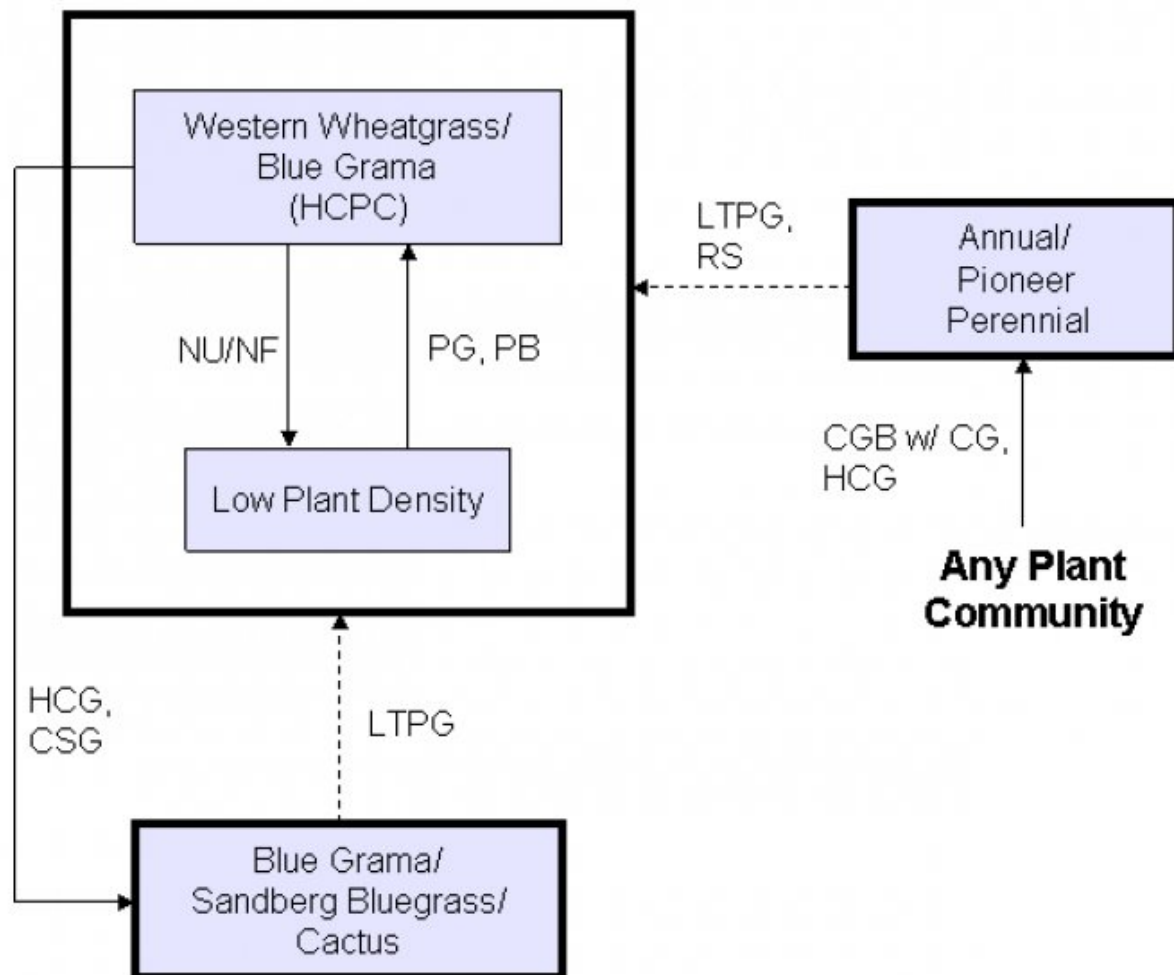 Western Wheatgrass/
Blue Grama
(HCPC)
NU/NF
PG, PB
Low Plant Density
LTPG,
RS
Annual/
Pioneer
Perennial
CGB w/ CG,
HCG
Any Plant
Community
HCG,
CSG
LTPG
Blue Grama/
Sandberg Bluegrass/
Cactus